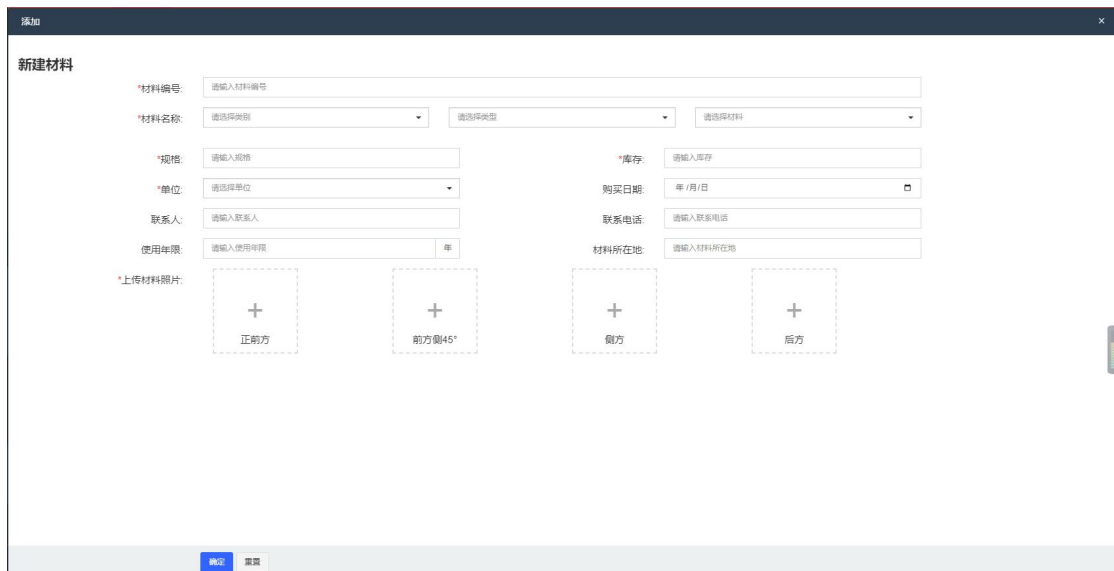 添加 ×
新建材料
*材料编号: 请输入材料编号
*材料名称: 请选择类别 请选择类型 请选择材料
*规格: 请输入规格 *库存: 请输入库存
*单位: 请选择单位 购买日期: 年 /月/日
联系人: 请输入联系人 联系电话: 请输入联系电话
使用年限: 请输入使用年限 年 材料所在地: 请输入材料所在地
*上传材料照片:
+ + + +
正前方 前方侧45° 侧方 后方
确定 重置